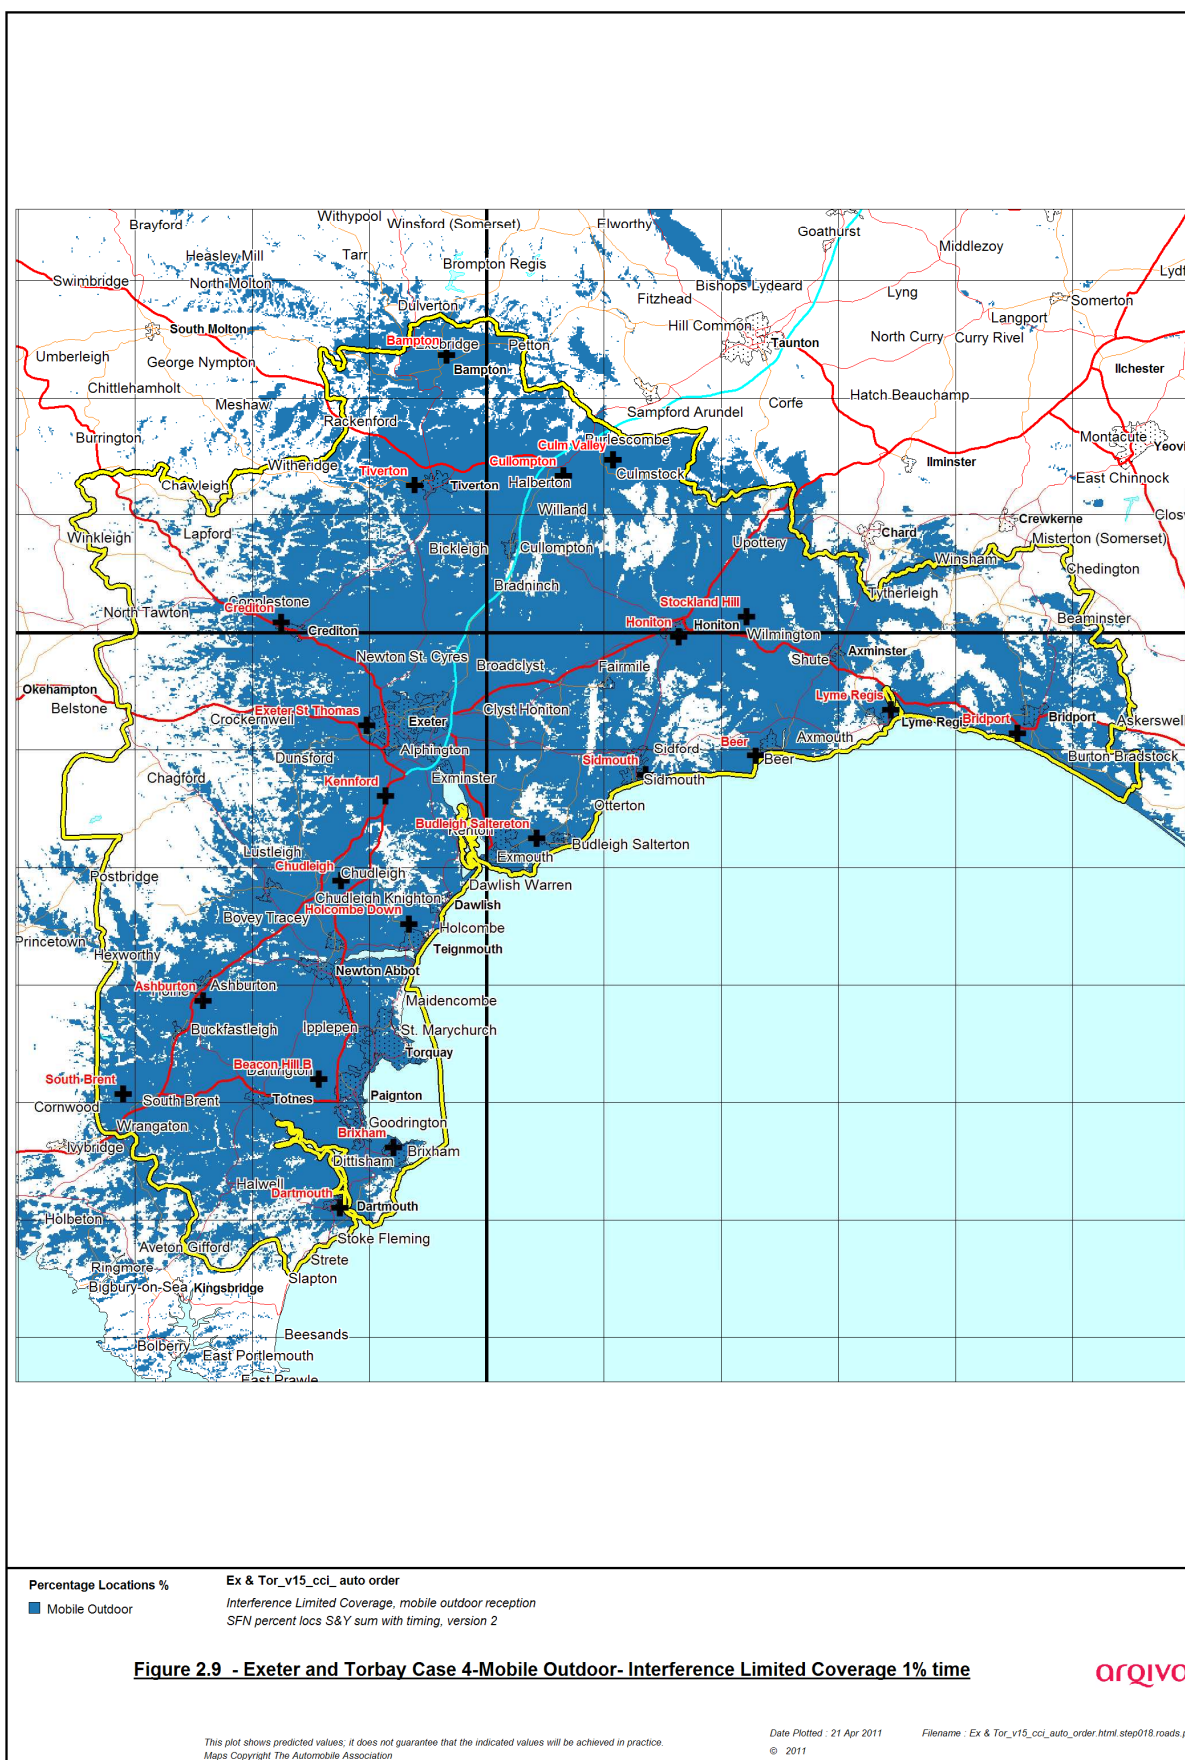 Withypool
Winsford (Somerset)
Elworthy
Brayford
Goathurst
Middlezoy
Heasley Mill
Tarr
Brompton Regis
Swimbridge
North Molton
Bishops Lydeard
Lyng
Fitzhead
Somerton
Dulverton
Langport
South Molton
Hill Common
Taunton
North Curry
Curry Rivel
Bampton
Petton
Umberleigh
George Nympton
Bampton
Ilchester
Chittlehamholt
Hatch Beauchamp
Meshaw
Corfe
Sampford Arundel
Rackenford
Burrington
Burlescombe
Montacute
Culm Valley
Witheridge
Cullompton
Ilminster
Tiverton
Culmstock
East Chinnock
Chawleigh
Tiverton
Halberton
Willand
Crewkerne
Lapford
Chard
Winkleigh
Upottery
Misterton (Somerset)
Bickleigh
Cullompton
Winsham
Chedington
Bradninch
Tytherleigh
Copplestone
Stockland Hill
North Tawton
Crediton
Beaminster
Honiton
Honiton
Crediton
Wilmington
Newton St. Cyres
Axminster
Broadclyst
Fairmile
Shute
Okehampton
Lyme Regis
Belstone
Exeter St Thomas
Clyst Honiton
Crockernwell
Exeter
Lyme Regis
Bridport
Bridport
Askerswell
Axmouth
Beer
Alphington
Sidford
Dunsford
Sidmouth
Beer
Burton Bradstock
Chagford
Exminster
Sidmouth
Kennford
Otterton
Budleigh Saltereton
Kenton
Budleigh Salterton
Lustleigh
Exmouth
Chudleigh
Chudleigh
Postbridge
Dawlish Warren
Chudleigh Knighton
Dawlish
Holcombe Down
Bovey Tracey
Holcombe
Princetown
Teignmouth
Hexworthy
Newton Abbot
Ashburton
Ashburton
Maidencombe
Buckfastleigh
Ipplepen
St. Marychurch
Torquay
Beacon Hill B
Dartington
South Brent
Paignton
South Brent
Totnes
Cornwood
Goodrington
Wrangaton
Brixham
Ivybridge
Brixham
Dittisham
Halwell
Dartmouth
Dartmouth
Holbeton
Stoke Fleming
Aveton Gifford
Strete
Ringmore
Slapton
Bigbury-on-Sea
Kingsbridge
Beesands
Bolberry
East Portlemouth
East Prawle
Percentage Locations %
Mobile Outdoor
Ex & Tor_v15_cci_ auto order
Interference Limited Coverage, mobile outdoor reception
SFN percent locs S&Y sum with timing, version 2
Figure 2.9 - Exeter and Torbay Case 4-Mobile Outdoor- Interference Limited Coverage 1% time
arqiva
Date Plotted : 21 Apr 2011
Filename : Ex & Tor_v15_cci_auto_order.html.step018.roads.p
This plot shows predicted values; it does not guarantee that the indicated values will be achieved in practice.
© 2011
Maps Copyright The Automobile Association